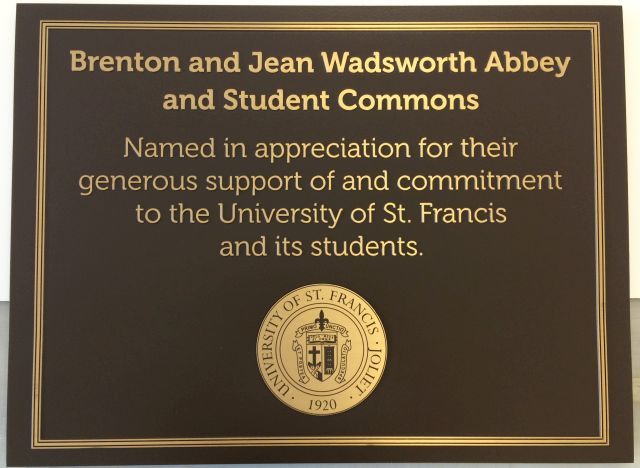 Brenton and Jean Wadsworth Abbey
and Student Commons
Named in appreciation for their
generous support of and commitment
to the University of St. Francis
and its students.
UNIVERSITY OF ST. FRANCIS · JOLIET ·
1920